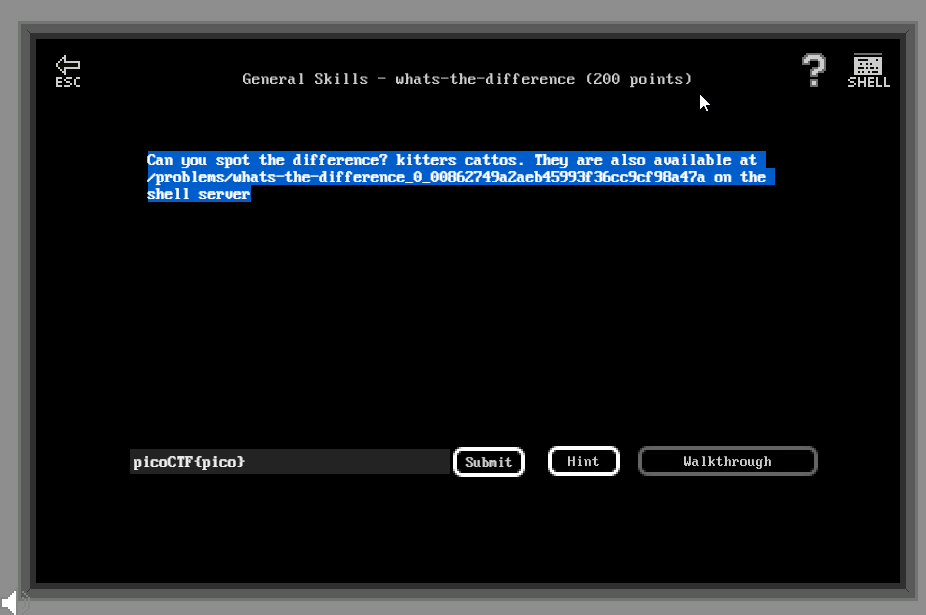 ESC
General Skills - whats-the-difference (200 points)
?
SHELL
Can you spot the difference? kitters cattos. They are also available at
/problems/whats-the-difference_0_00862749a2aeb45993f36cc9cf98a47a on the
shell server
picoCTF{pico}
Submit
Hint
Walkthrough